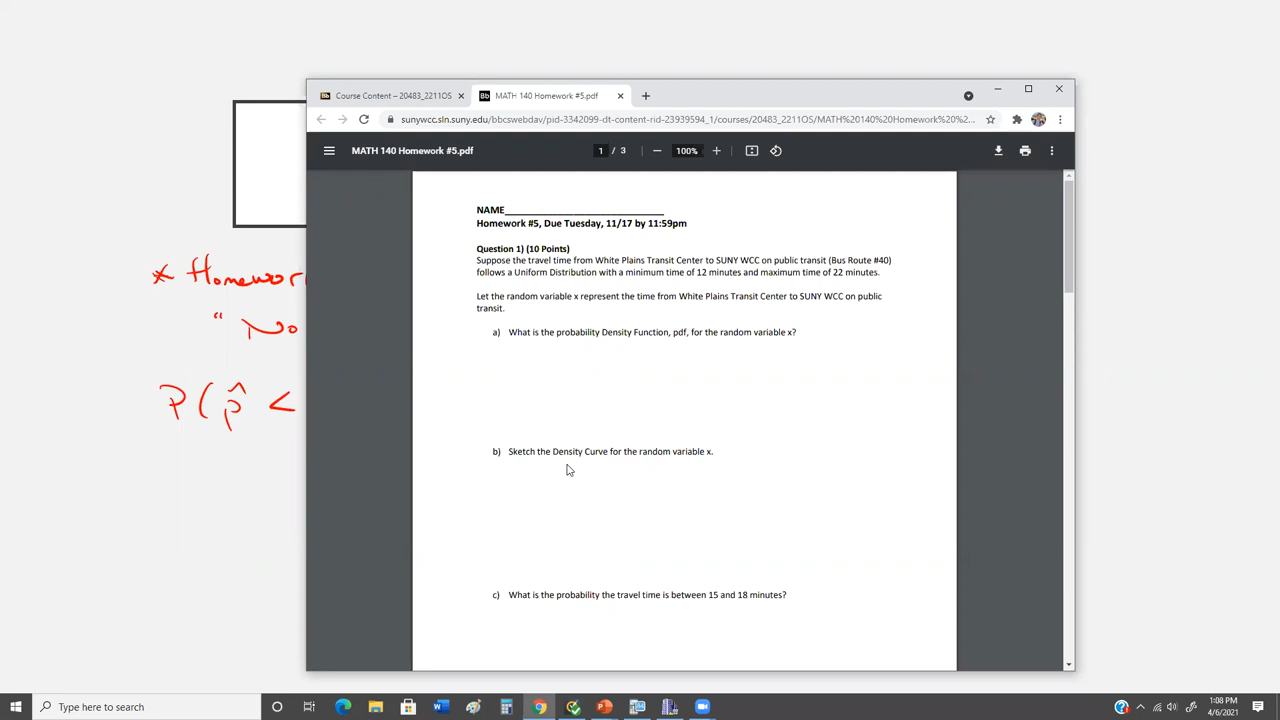 Course Content – 20483_2211OS
MATH 140 Homework #5.pdf
sunywcc.sln.suny.edu/bbcswebdav/pid-3342099-dt-content-rid-23939594_1/courses/20483_2211OS/MATH%20140%20Homework%20%2...
MATH 140 Homework #5.pdf
1 / 3
100%
NAME____________________________
Homework #5, Due Tuesday, 11/17 by 11:59pm
Question 1) (10 Points)
Suppose the travel time from White Plains Transit Center to SUNY WCC on public transit (Bus Route #40)
follows a Uniform Distribution with a minimum time of 12 minutes and maximum time of 22 minutes.
Let the random variable x represent the time from White Plains Transit Center to SUNY WCC on public
transit.
a) What is the probability Density Function, pdf, for the random variable x?
b) Sketch the Density Curve for the random variable x.
c) What is the probability the travel time is between 15 and 18 minutes?
* Homewor
" No
P( p̂ <
Type here to search
1:08 PM
4/6/2021